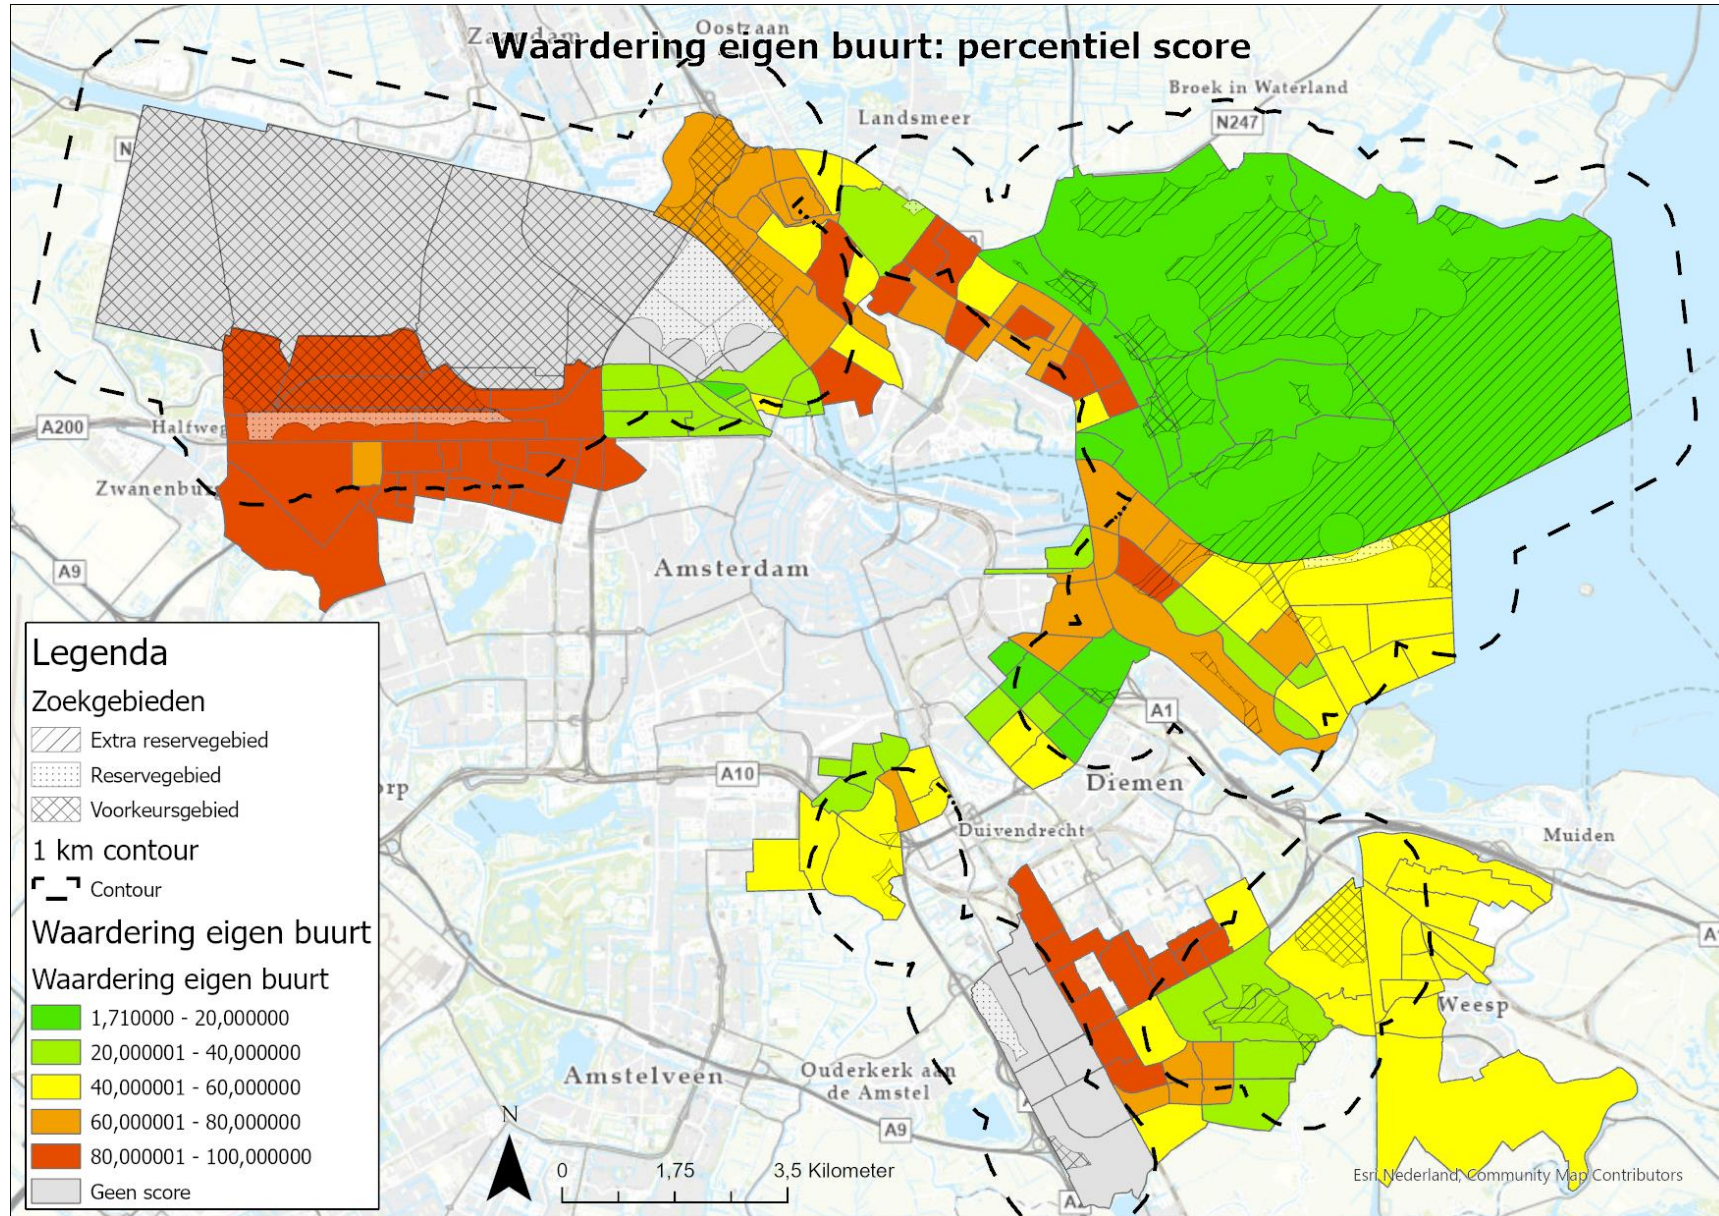 Zaandam
Oostzaan
Waardering eigen buurt: percentiel score
Broek in Waterland
Landsmeer
N247
N
A200
Halfweg
Zwanenburg
A9
Amsterdam
A1
A10
Diemen
orp
Duivendrecht
Muiden
Weesp
Amstelveen
Ouderkerk aan
de Amstel
A9
Legenda
Zoekgebieden
Extra reservegebied
Reservegebied
Voorkeursgebied
1 km contour
Contour
Waardering eigen buurt
Waardering eigen buurt
1,710000 - 20,000000
20,000001 - 40,000000
40,000001 - 60,000000
60,000001 - 80,000000
80,000001 - 100,000000
Geen score
N
0 1,75 3,5 Kilometer
Esri Nederland, Community Map Contributors